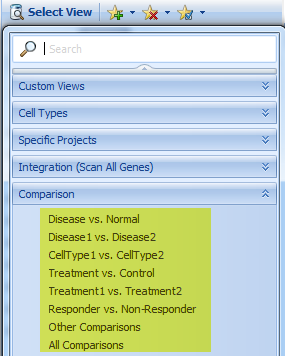 Select View
Search
Custom Views
Cell Types
Specific Projects
Integration (Scan All Genes)
Comparison
Disease vs. Normal
Disease1 vs. Disease2
CellType1 vs. CellType2
Treatment vs. Control
Treatment1 vs. Treatment2
Responder vs. Non-Responder
Other Comparisons
All Comparisons